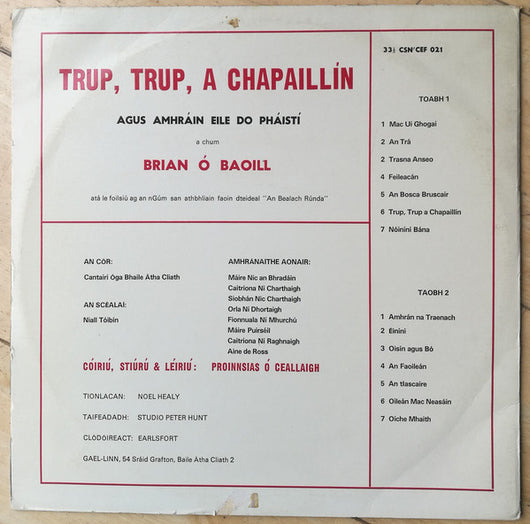 TRUP, TRUP, A CHAPAILLÍN
AGUS AMHRÁIN EILE DO PHÁISTÍ
a chum
BRIAN Ó BAOILL
atá le foilsiú ag an nGúm san athbhliain faoin dteideal "An Bealach Rúnda"
33⅓ CSN/CEF 021
TOABH 1
1 Mac Uí Ghogaí
2 An Trá
2 Trasna Anseo
4 Feileacán
5 An Bosca Bruscair
6 Trup, Trup a Chapaillín
7 Nóiníní Bána
AN CÓR:
Cantairí Óga Bhaile Átha Cliath
AN SCÉALAÍ:
Niall Tóibín
AMHRÁNAITHE AONAIR:
Máire Nic an Bhradáin
Caitríona Ní Charthaigh
Siobhán Nic Charthaigh
Orla Ní Dhortaigh
Fionnuala Ní Mhurchú
Máire Puirséil
Caitríona Ní Raghnaigh
Aine de Ross
CÓIRIÚ, STIÚRÚ & LÉIRIÚ: PROINNSIAS Ó CEALLAIGH
TIONLACAN: NOEL HEALY
TAIFEADADH: STUDIO PETER HUNT
CLÓDÓIREACT: EARLSFORT
GAEL-LINN, 54 Sráid Grafton, Baile Átha Cliath 2
TAOBH 2
1 Amhrán na Traenach
2 Éiníní
3 Oisín agus Bó
4 An Faoileán
5 An tIascaire
6 Oileán Mac Neasáin
7 Oíche Mhaith